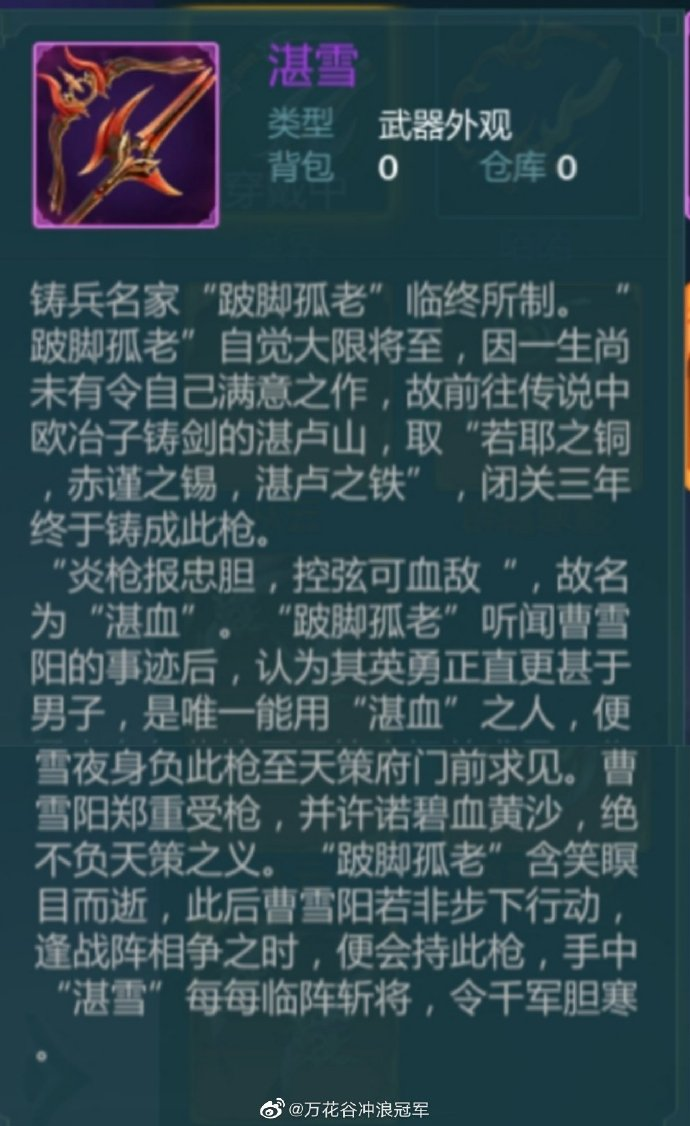 湛雪
类型 武器外观
背包 0 仓库 0
铸兵名家“跛脚孤老”临终所制。“
跛脚孤老”自觉大限将至，因一生尚
未有令自己满意之作，故前往传说中
欧冶子铸剑的湛卢山，取“若耶之铜
，赤谨之锡，湛卢之铁”，闭关三年
终于铸成此枪。
“炎枪报忠胆，控弦可血敌“，故名
为“湛血”。“跛脚孤老”听闻曹雪
阳的事迹后，认为其英勇正直更甚于
男子，是唯一能用“湛血”之人，便
雪夜身负此枪至天策府门前求见。曹
雪阳郑重受枪，并许诺碧血黄沙，绝
不负天策之义。“跛脚孤老”含笑瞑
目而逝，此后曹雪阳若非步下行动，
逢战阵相争之时，便会持此枪，手中
“湛雪”每每临阵斩将，令千军胆寒
。
@万花谷冲浪冠军